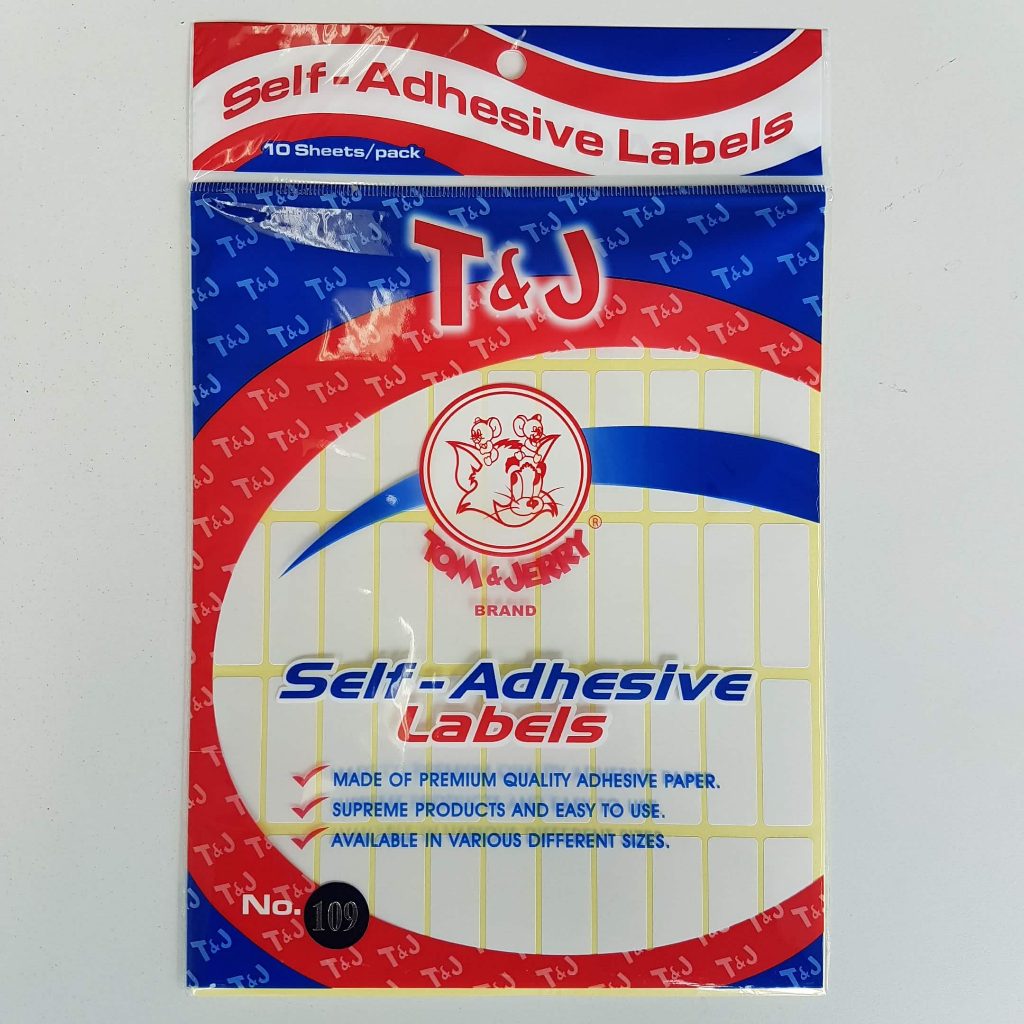 Self-Adhesive Labels
10 Sheets/pack
T&J
TOM & JERRY ®
BRAND
Self-Adhesive
Labels
MADE OF PREMIUM QUALITY ADHESIVE PAPER.
SUPREME PRODUCTS AND EASY TO USE.
AVAILABLE IN VARIOUS DIFFERENT SIZES.
No. 109